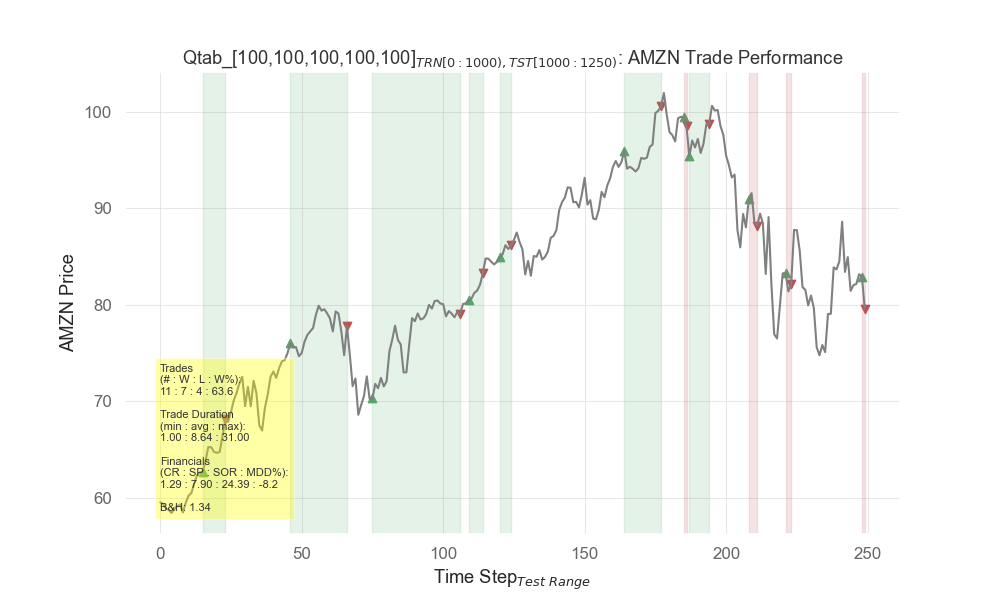 Qtab_[100,100,100,100,100]TRN[0 : 1000), TST[1000 : 1250): AMZN Trade Performance
100
90
80
70
60
AMZN Price
Trades
(# : W : L : W%):
11 : 7 : 4 : 63.6
Trade Duration
(min : avg : max):
1.00 : 8.64 : 31.00
Financials
(CR : SP : SOR : MDD%):
1.29 : 7.90 : 24.39 : -8.2
B&H: 1.34
0 50 100 150 200 250
Time StepTest Range